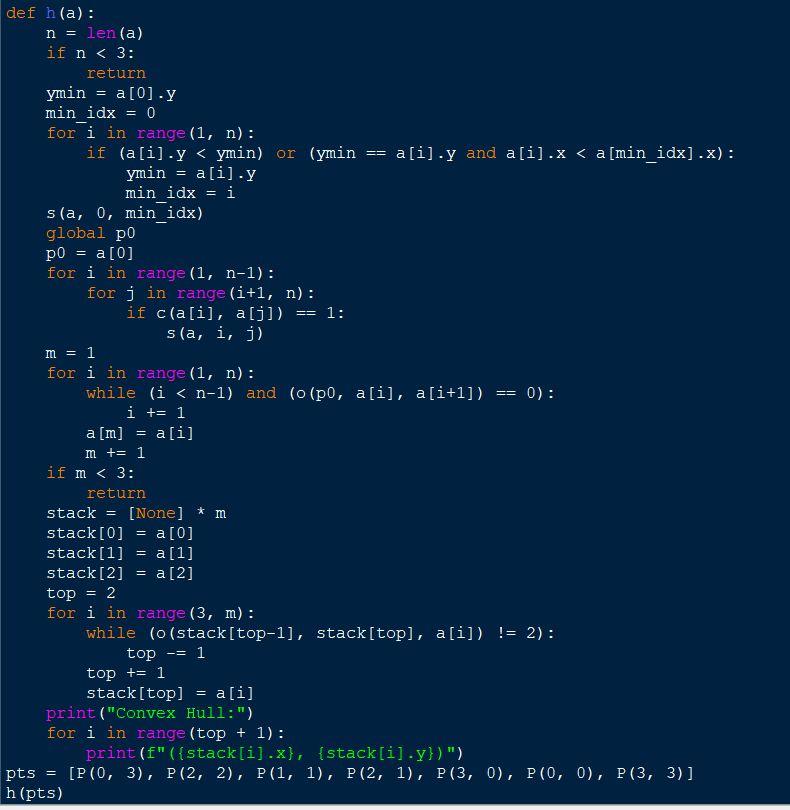 def h(a):
    n = len(a)
    if n < 3:
        return
    ymin = a[0].y
    min_idx = 0
    for i in range(1, n):
        if (a[i].y < ymin) or (ymin == a[i].y and a[i].x < a[min_idx].x):
            ymin = a[i].y
            min_idx = i
    s(a, 0, min_idx)
    global p0
    p0 = a[0]
    for i in range(1, n-1):
        for j in range(i+1, n):
            if c(a[i], a[j]) == 1:
                s(a, i, j)
    m = 1
    for i in range(1, n):
        while (i < n-1) and (o(p0, a[i], a[i+1]) == 0):
            i += 1
        a[m] = a[i]
        m += 1
    if m < 3:
        return
    stack = [None] * m
    stack[0] = a[0]
    stack[1] = a[1]
    stack[2] = a[2]
    top = 2
    for i in range(3, m):
        while (o(stack[top-1], stack[top], a[i]) != 2):
            top -= 1
        top += 1
        stack[top] = a[i]
    print("Convex Hull:")
    for i in range(top + 1):
        print(f"({stack[i].x}, {stack[i].y})")
pts = [P(0, 3), P(2, 2), P(1, 1), P(2, 1), P(3, 0), P(0, 0), P(3, 3)]
h(pts)